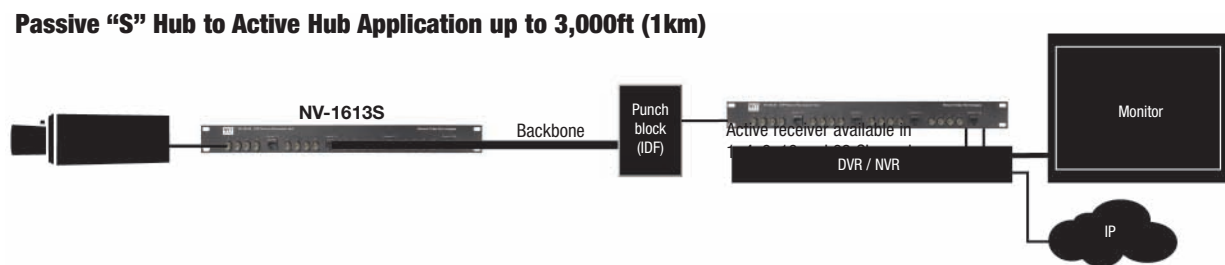 Passive “S” Hub to Active Hub Application up to 3,000ft (1km)
NV-1613S
Backbone
Punch
block
(IDF)
Active receiver available in
DVR / NVR
Monitor
IP